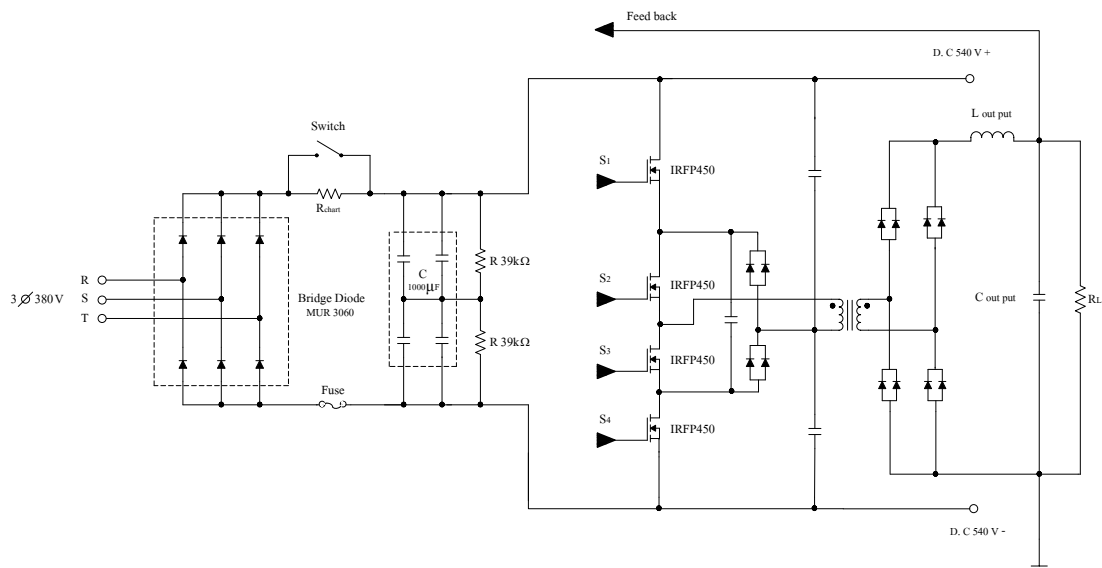 Feed back
D. C 540 V +
L out put
Switch
S1
IRFP450
Rchart
R
S
T
3 Ø 380V
Bridge Diode
MUR 3060
C
1000µF
R 39kΩ
R 39kΩ
S2
IRFP450
S3
IRFP450
S4
IRFP450
C out put
RL
Fuse
D. C 540 V -